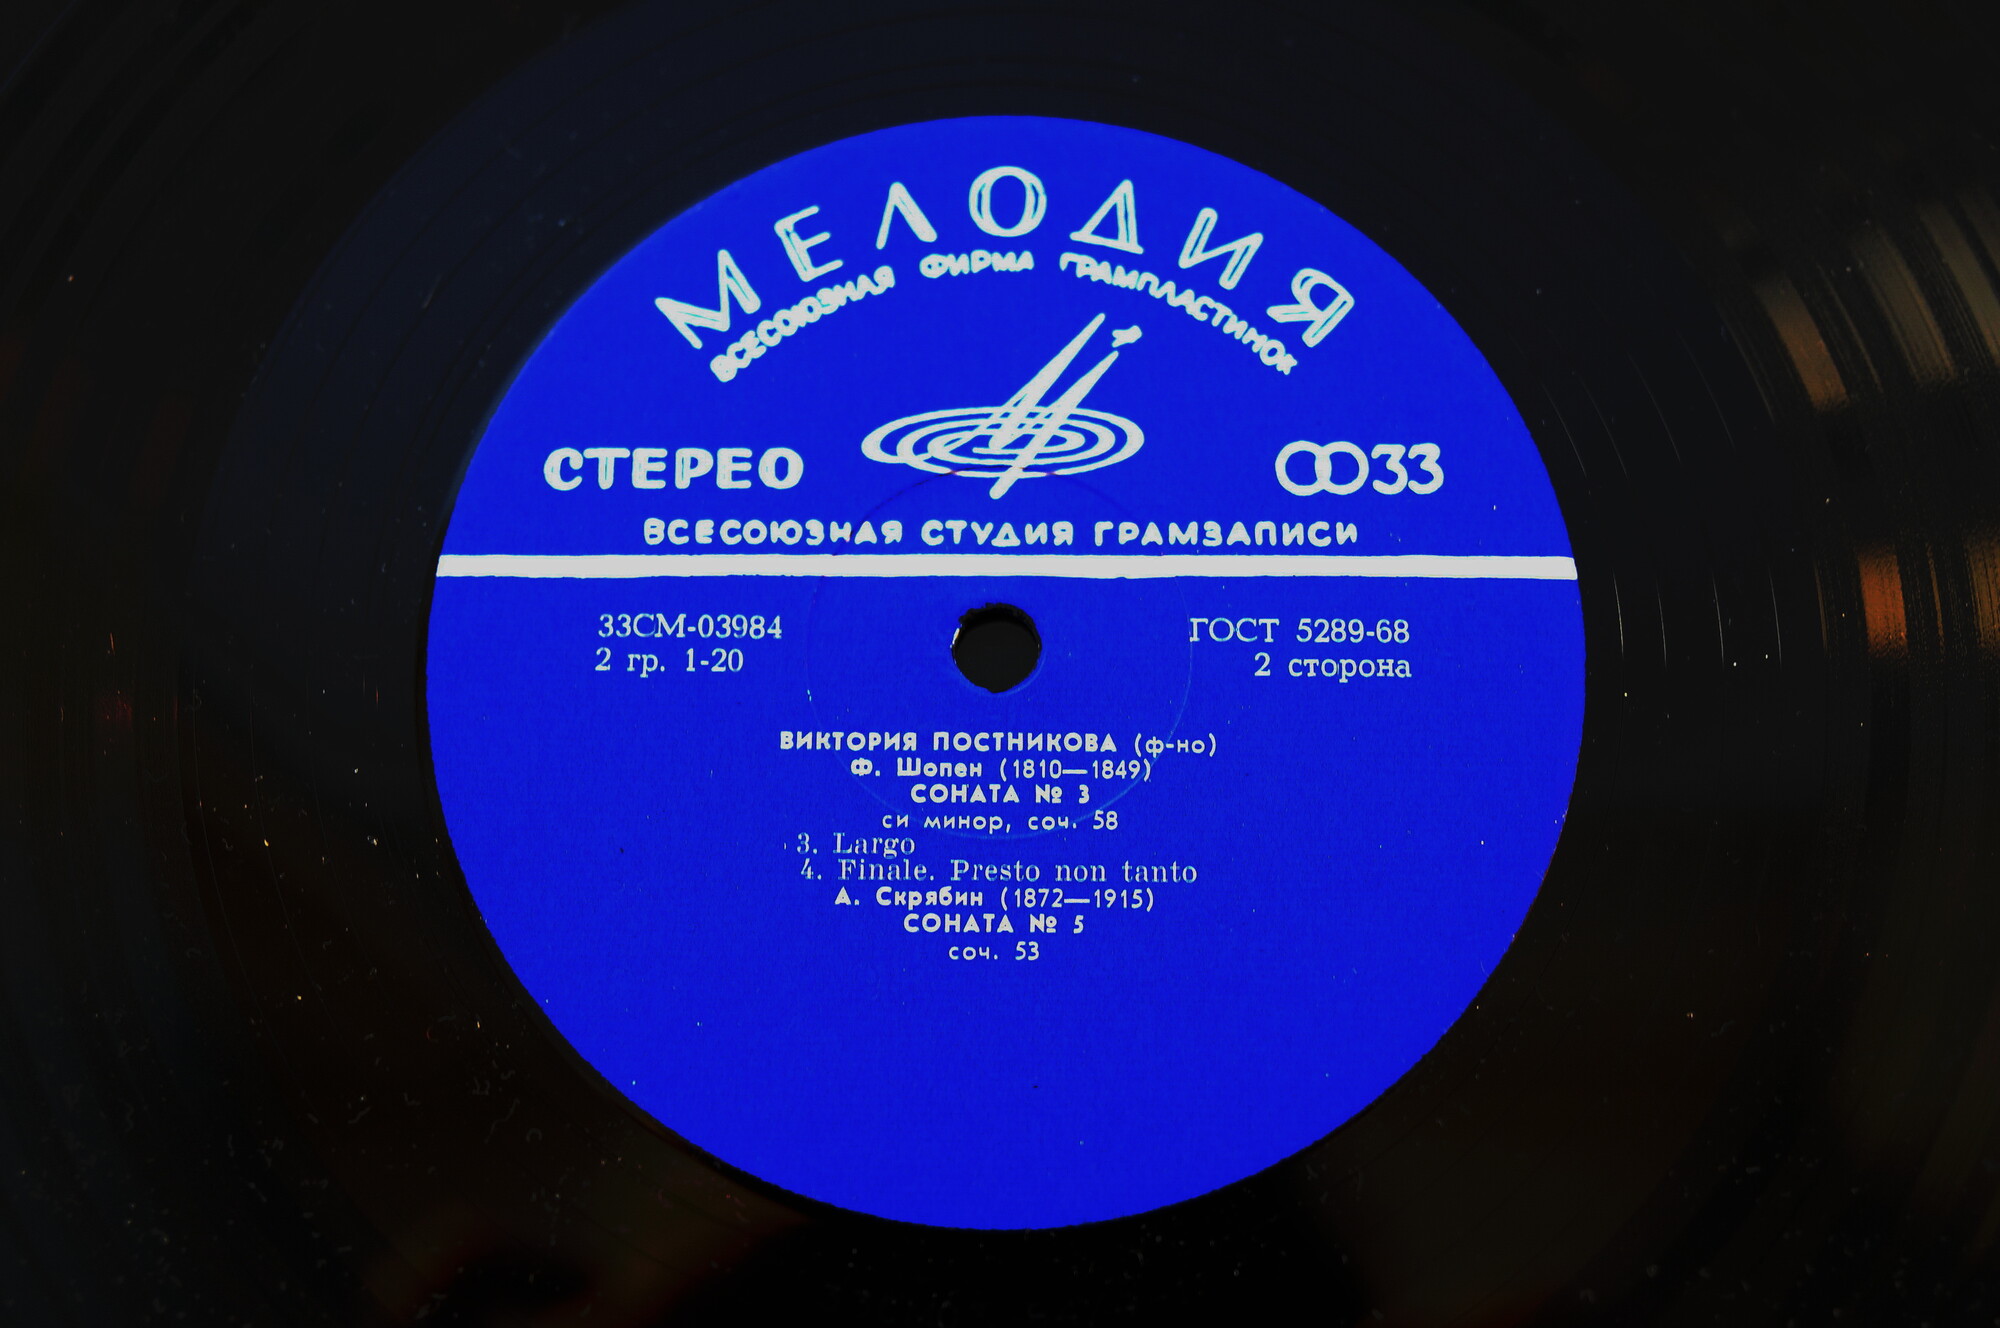 МЕЛОДИЯ
ВСЕСОЮЗНАЯ ФИРМА ГРАМПЛАСТИНОК
СТЕРЕО
33
ВСЕСОЮЗНАЯ СТУДИЯ ГРАМЗАПИСИ
33СМ-03984
ГОСТ 5289-68
2 гр. 1-20
2 сторона
ВИКТОРИЯ ПОСТНИКОВА (ф-но)
Ф. Шопен (1810—1849)
СОНАТА № 3
си минор, соч. 58
3. Largo
4. Finale. Presto non tanto
А. Скрябин (1872—1915)
СОНАТА № 5
соч. 53